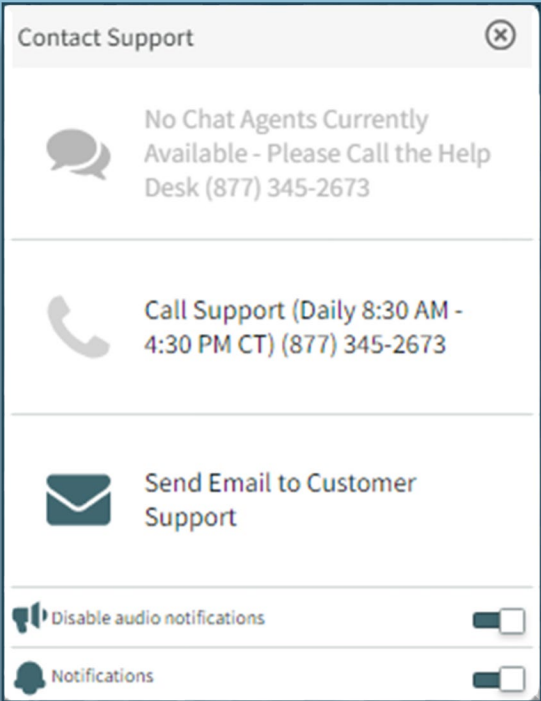 Contact Support
No Chat Agents Currently
Available - Please Call the Help
Desk (877) 345-2673
Call Support (Daily 8:30 AM -
4:30 PM CT) (877) 345-2673
Send Email to Customer
Support
Disable audio notifications
Notifications